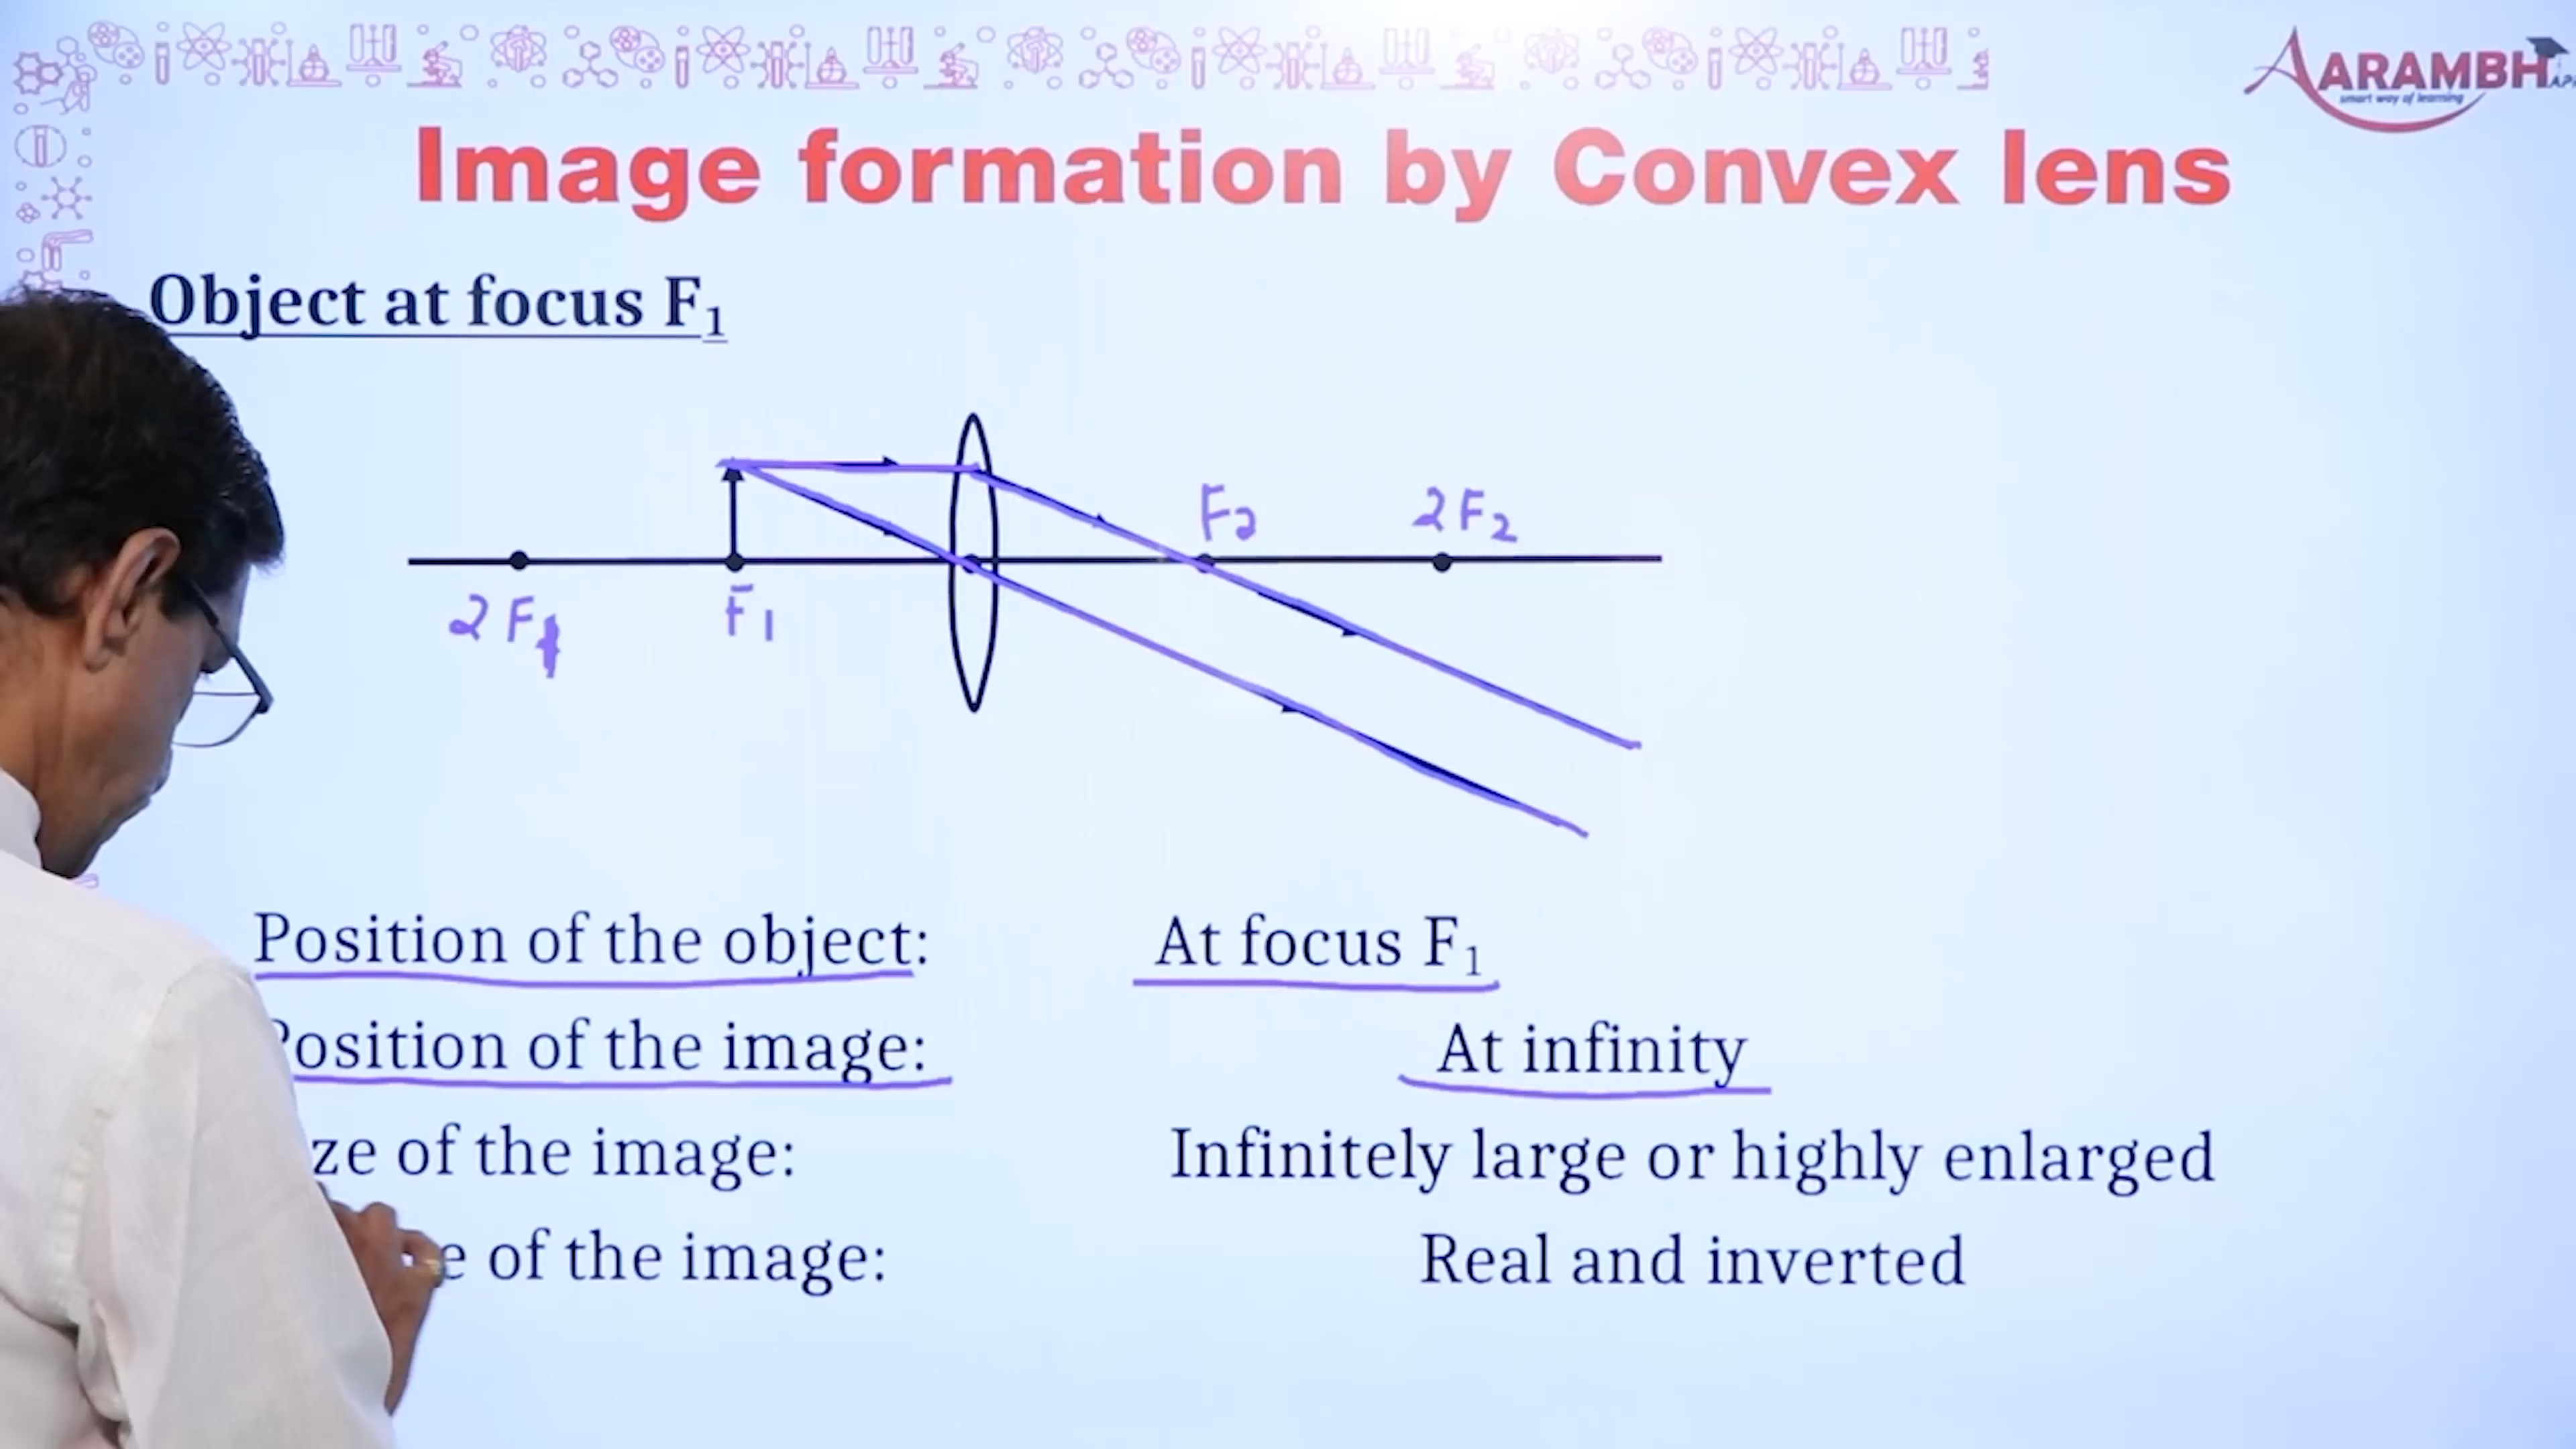 AARAMBH APP
smart way of learning
Image formation by Convex lens
Object at focus F₁
F2
2F2
2F1
F1
Position of the object: At focus F₁
Position of the image: At infinity
ze of the image: Infinitely large or highly enlarged
e of the image: Real and inverted